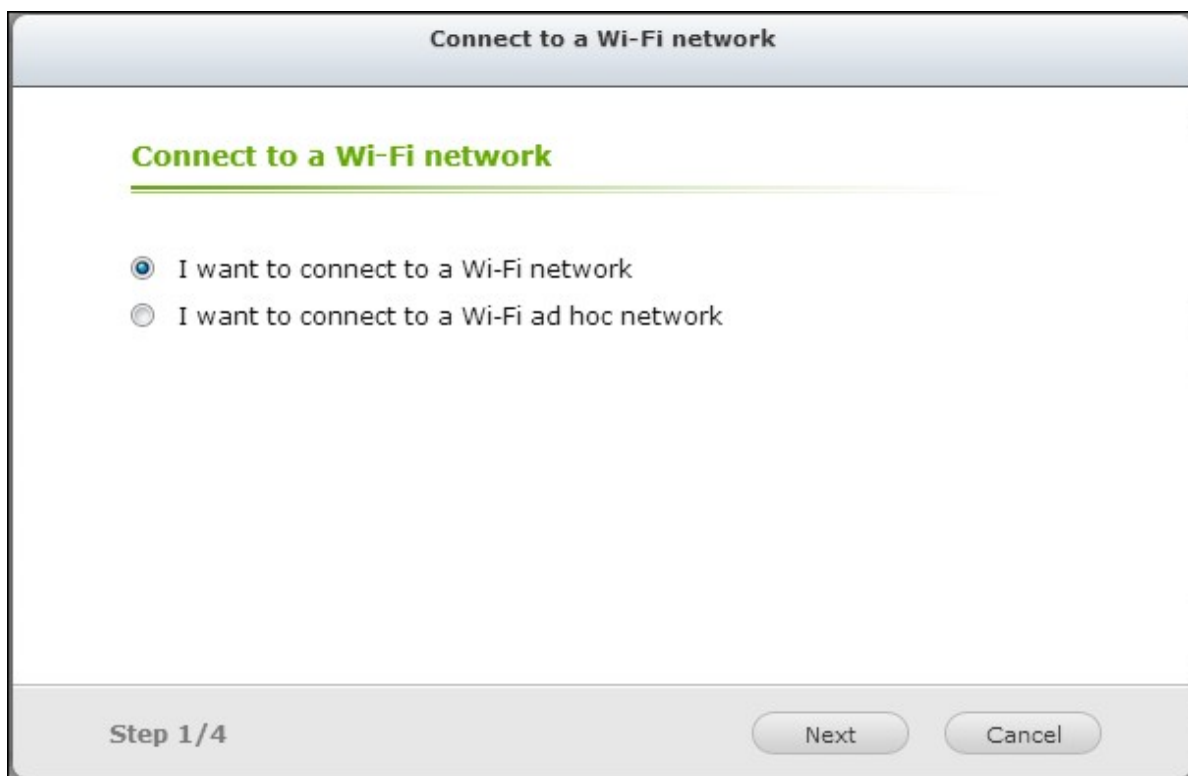 Connect to a Wi-Fi network
Connect to a Wi-Fi network
I want to connect to a Wi-Fi network
I want to connect to a Wi-Fi ad hoc network
Step 1/4
Next
Cancel